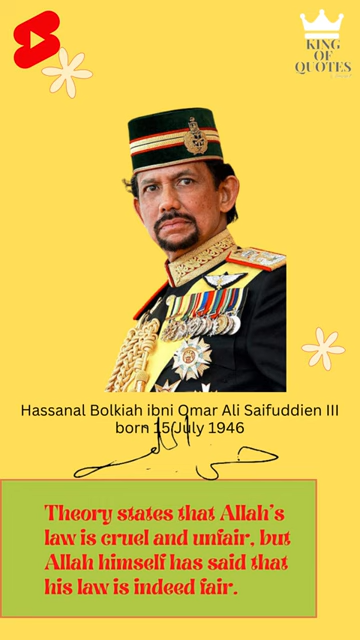 KING
OF
QUOTES
Hassanal Bolkiah ibni Omar Ali Saifuddien III
born 15 July 1946
Theory states that Allah's
law is cruel and unfair, but
Allah himself has said that
his law is indeed fair.